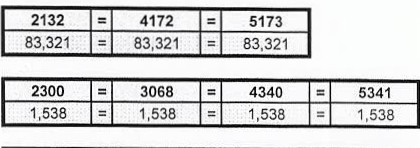 2132 = 4172 = 5173
83,321 = 83,321 = 83,321
2300 = 3068 = 4340 = 5341
1,538 = 1,538 = 1,538 = 1,538